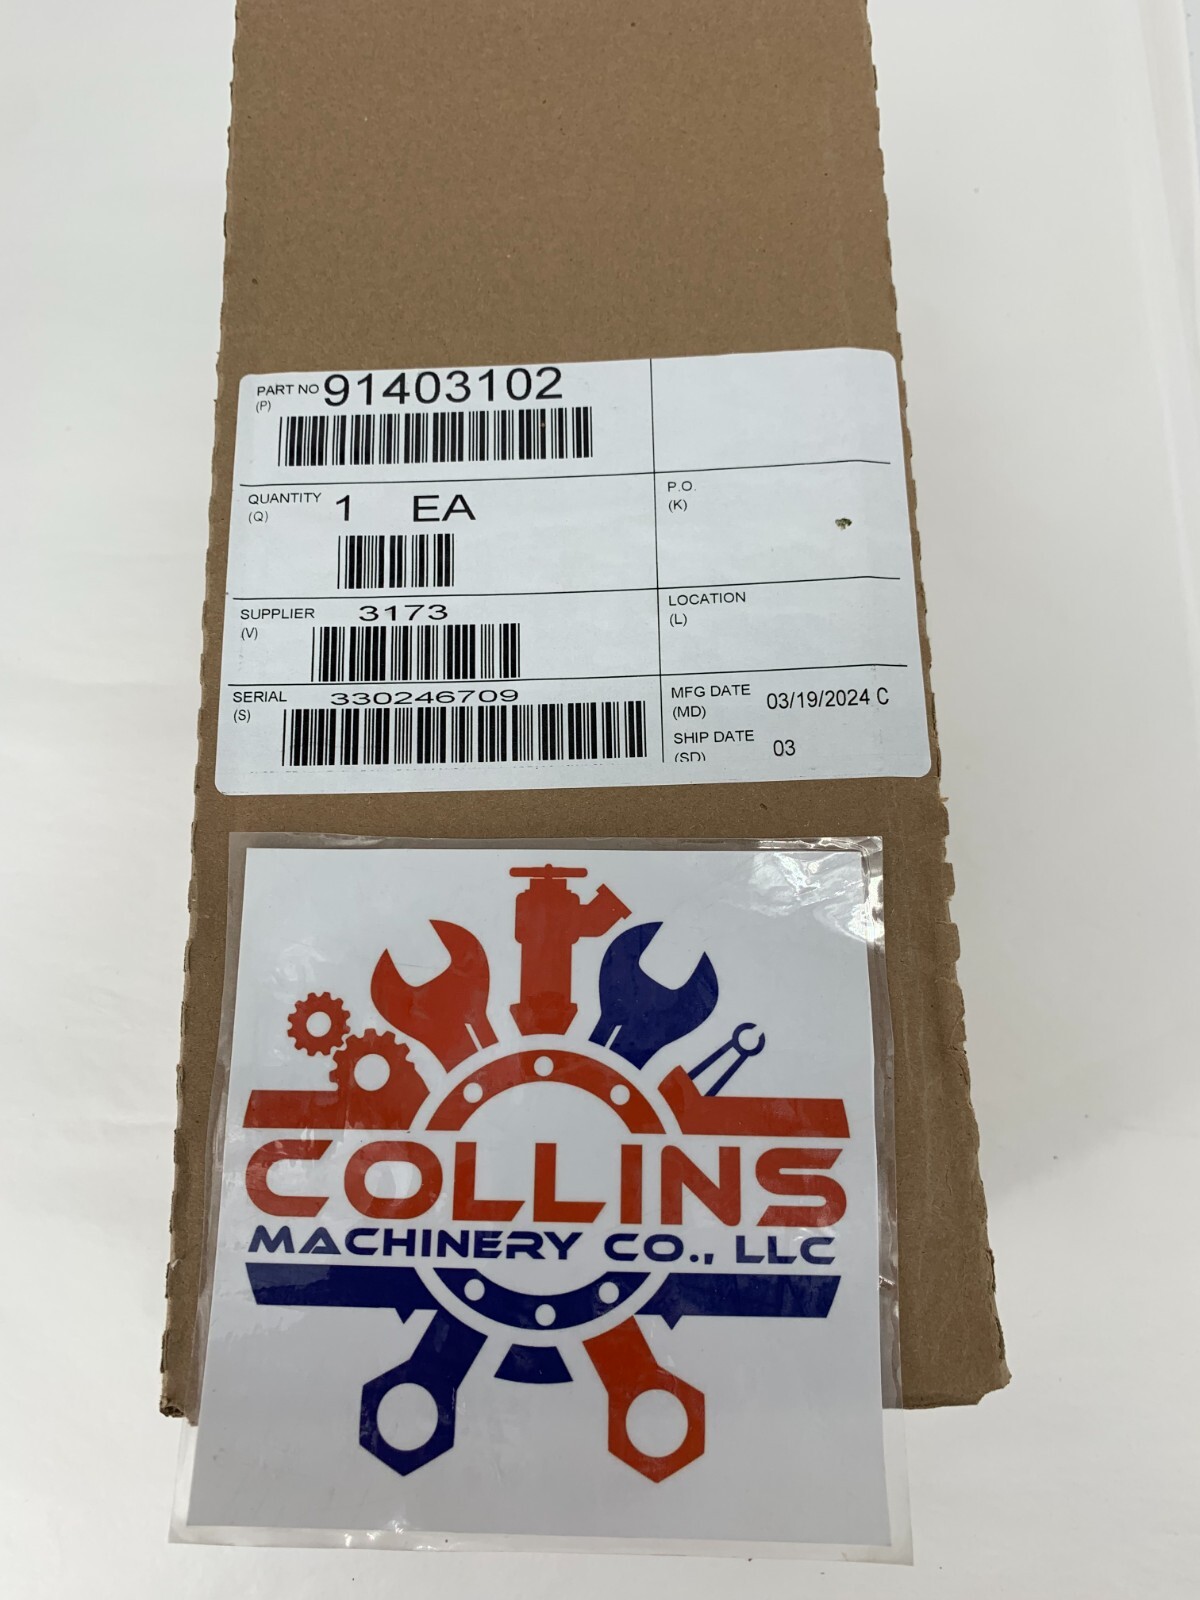 PART NO 91403102
(P)
QUANTITY 1 EA
(Q)
P.O.
(K)
SUPPLIER 3173
(V)
LOCATION
(L)
SERIAL 330246709
(S)
MFG DATE 03/19/2024 C
(MD)
SHIP DATE 03
(SD)
COLLINS
MACHINERY CO., LLC